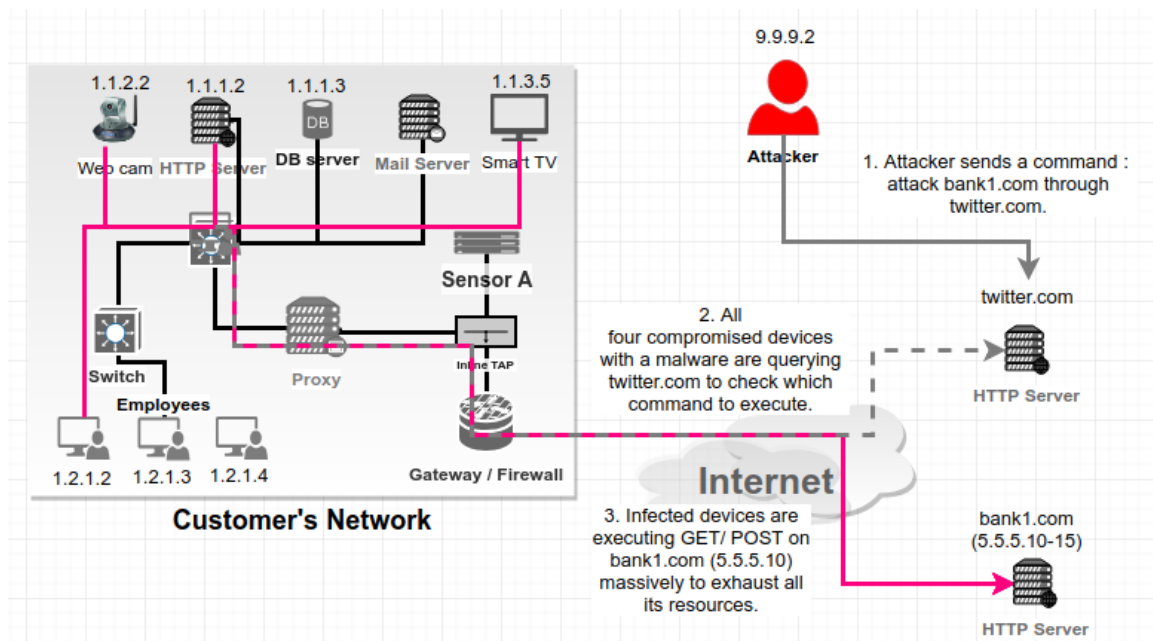 9.9.9.2
1.1.2.2
1.1.1.2
1.1.1.3
1.1.3.5
DB
Web cam
HTTP Server
DB server
Mail Server
Smart TV
Attacker
1. Attacker sends a command :
attack bank1.com through
twitter.com.
Sensor A
twitter.com
HTTP Server
2. All
four compromised devices
with a malware are querying
twitter.com to check which
command to execute.
Inline TAP
Proxy
Switch
Employees
1.2.1.2
1.2.1.3
1.2.1.4
Gateway / Firewall
Internet
Customer's Network
3. Infected devices are
executing GET/ POST on
bank1.com (5.5.5.10)
massively to exhaust all
its resources.
bank1.com
(5.5.5.10-15)
HTTP Server